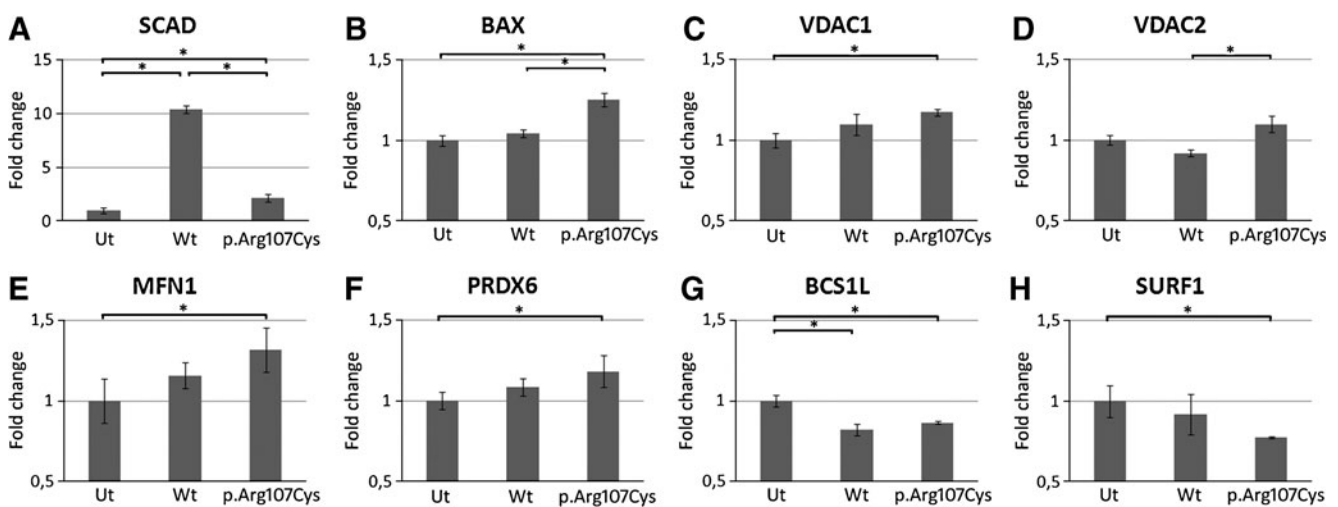 A SCAD
*
* *
Fold change
15
10
5
0
Ut Wt p.Arg107Cys
B BAX
*
*
Fold change
1,5
1
0,5
Ut Wt p.Arg107Cys
C VDAC1
*
Fold change
1,5
1
0,5
Ut Wt p.Arg107Cys
D VDAC2
*
Fold change
1,5
1
0,5
Ut Wt p.Arg107Cys
E MFN1
*
Fold change
1,5
1
0,5
Ut Wt p.Arg107Cys
F PRDX6
*
Fold change
1,5
1
0,5
Ut Wt p.Arg107Cys
G BCS1L
*
*
Fold change
1,5
1
0,5
Ut Wt p.Arg107Cys
H SURF1
*
Fold change
1,5
1
0,5
Ut Wt p.Arg107Cys